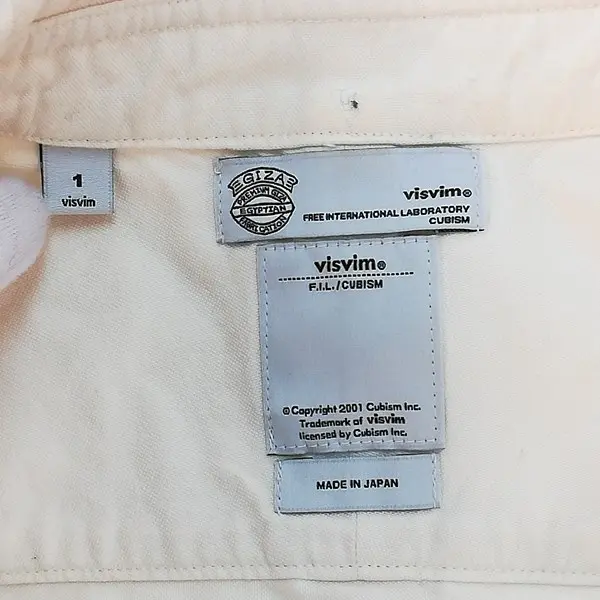 1
visvim
GIZA
PREMIUM GIZA
EGYPTIAN
FABRICATION
visvim®
FREE INTERNATIONAL LABORATORY
CUBISM
visvim®
F.I.L./CUBISM
© Copyright 2001 Cubism Inc.
Trademark of visvim
licensed by Cubism Inc.
MADE IN JAPAN